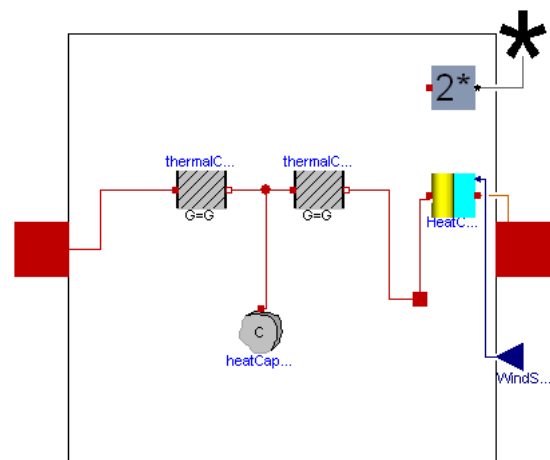 2*
thermalC... thermalC...
G=G G=G
HeatC...
C
heatCap...
WindS...